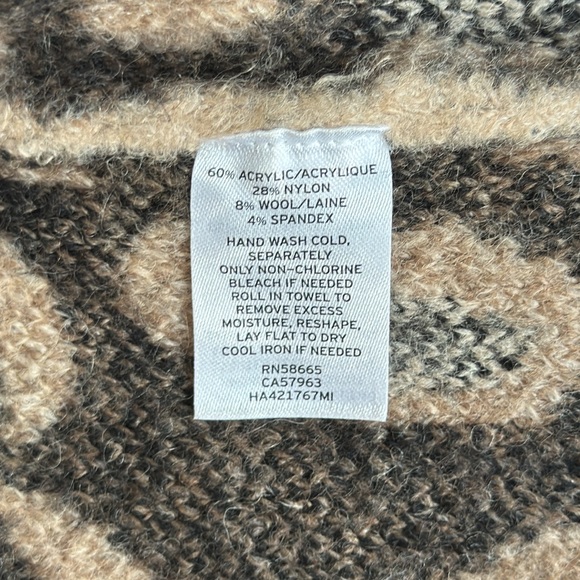 60% ACRYLIC/ACRYLIQUE
28% NYLON
8% WOOL/LAINE
4% SPANDEX
HAND WASH COLD,
SEPARATELY
ONLY NON-CHLORINE
BLEACH IF NEEDED
ROLL IN TOWEL TO
REMOVE EXCESS
MOISTURE, RESHAPE,
LAY FLAT TO DRY
COOL IRON IF NEEDED
RN58665
CA57963
HA421767MI